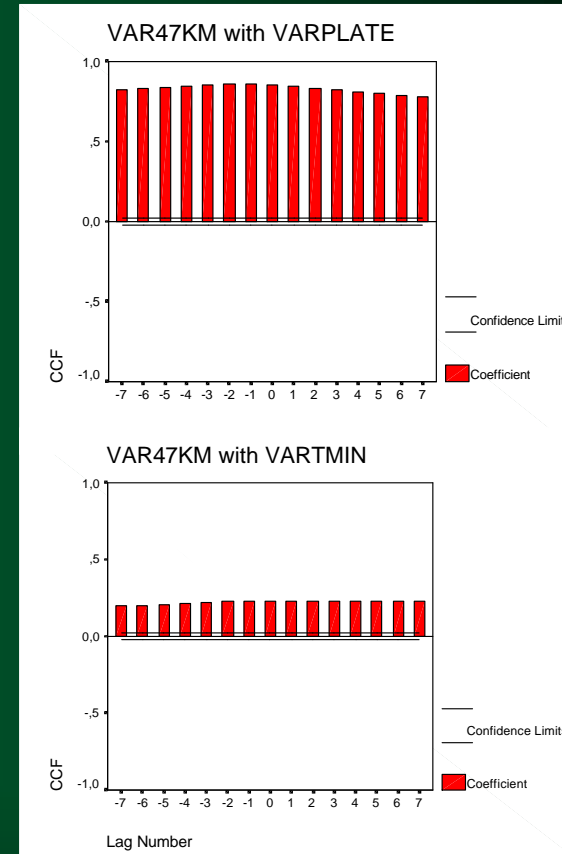 VAR47KM with VARPLATE
1,0
,5
0,0
-,5
-1,0
CCF
-7 -6 -5 -4 -3 -2 -1 0 1 2 3 4 5 6 7
Confidence Limit
Coefficient
VAR47KM with VARTMIN
1,0
,5
0,0
-,5
-1,0
CCF
-7 -6 -5 -4 -3 -2 -1 0 1 2 3 4 5 6 7
Lag Number
Confidence Limits
Coefficient